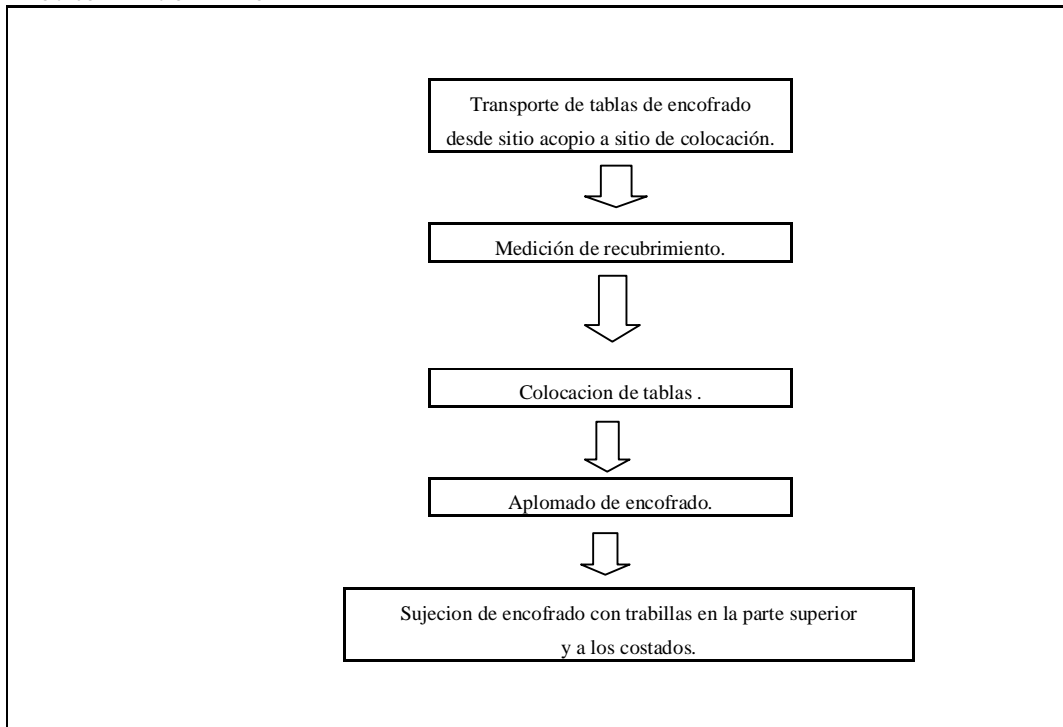 Transporte de tablas de encofrado
desde sitio acopio a sitio de colocación.
Medición de recubrimiento.
Colocacion de tablas .
Aplomado de encofrado.
Sujecion de encofrado con trabillas en la parte superior
y a los costados.